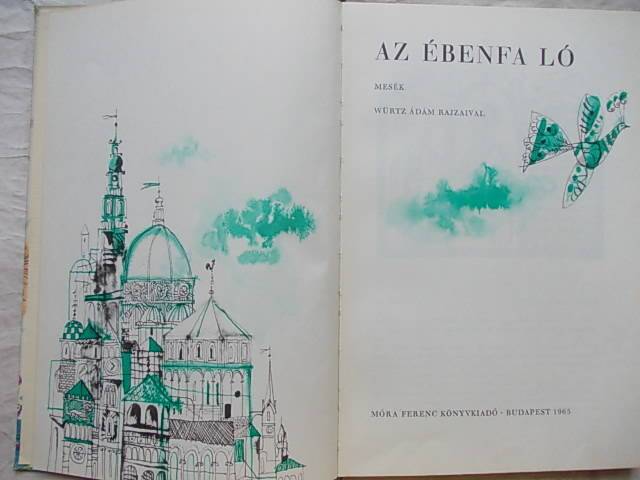 AZ ÉBENFA LÓ
MESÉK
WÜRTZ ÁDÁM RAJZAIVAL
MÓRA FERENC KÖNYVKIADÓ · BUDAPEST 1965